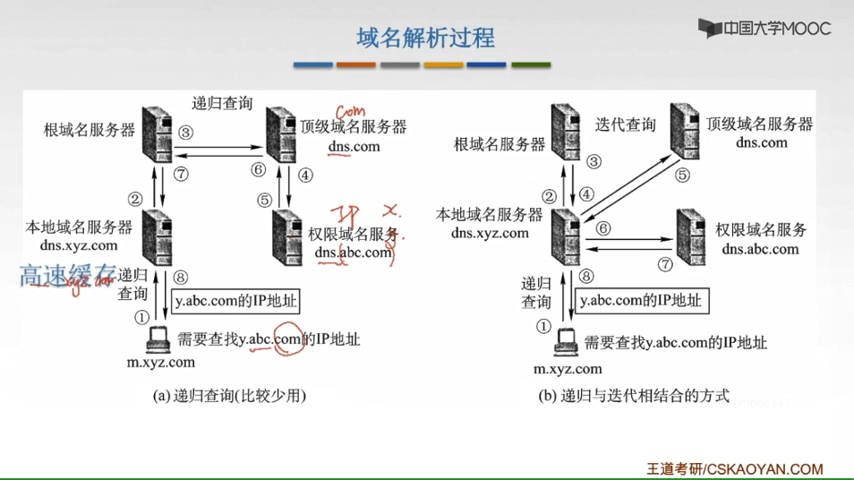 域名解析过程
中国大学MOOC
递归查询
com
根域名服务器
③
顶级域名服务器
dns.com
⑦
⑥
④
②
⑤
IP
x.
本地域名服务器
dns.xyz.com
权限域名服务
dns.abc.com
高速缓存
递归
查询
⑧
①
y.abc.com的IP地址
需要查找y.abc.com的IP地址
m.xyz.com
(a) 递归查询(比较少用)
迭代查询
顶级域名服务器
dns.com
根域名服务器
③
②
④
⑤
本地域名服务器
dns.xyz.com
⑥
权限域名服务
dns.abc.com
⑦
递归
查询
⑧
①
y.abc.com的IP地址
需要查找y.abc.com的IP地址
m.xyz.com
(b) 递归与迭代相结合的方式
王道考研/CSKAOYAN.COM